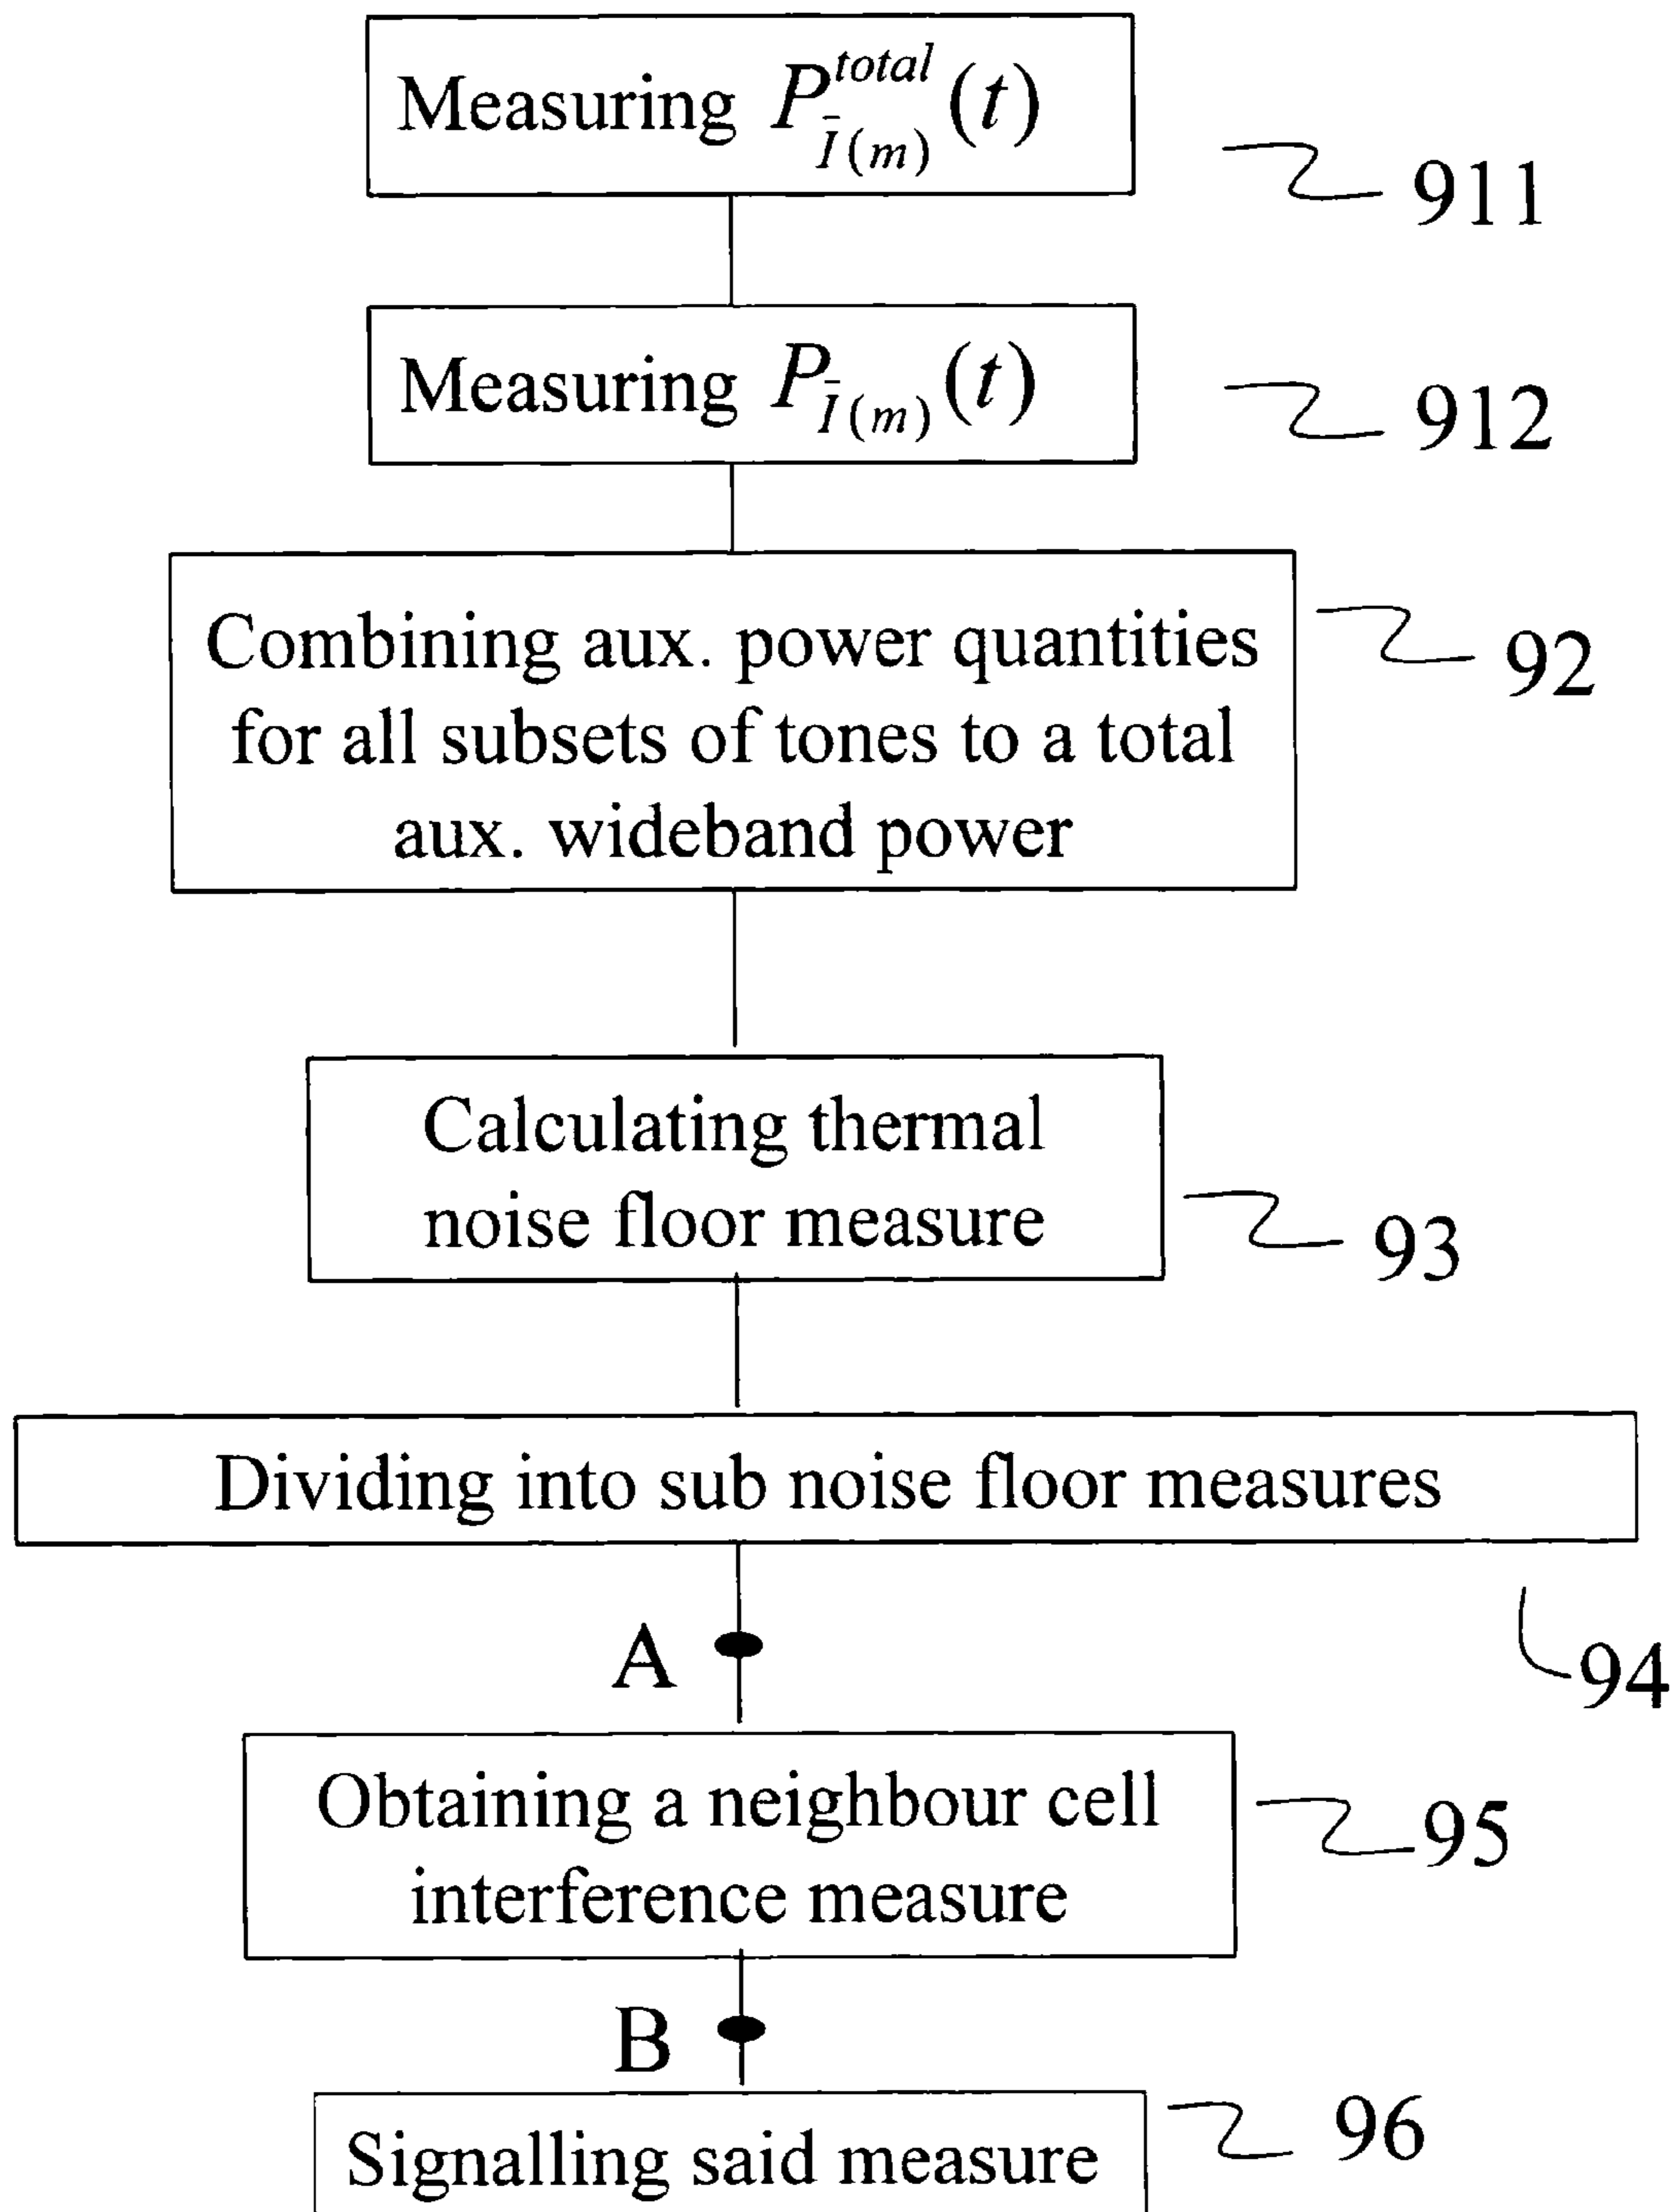 Measuring $P_{\bar{I}(m)}^{total}(t)$
911
Measuring $P_{\bar{I}(m)}(t)$
912
Combining aux. power quantities
for all subsets of tones to a total
aux. wideband power
92
Calculating thermal
noise floor measure
93
Dividing into sub noise floor measures
94
A
Obtaining a neighbour cell
interference measure
95
B
Signalling said measure
96